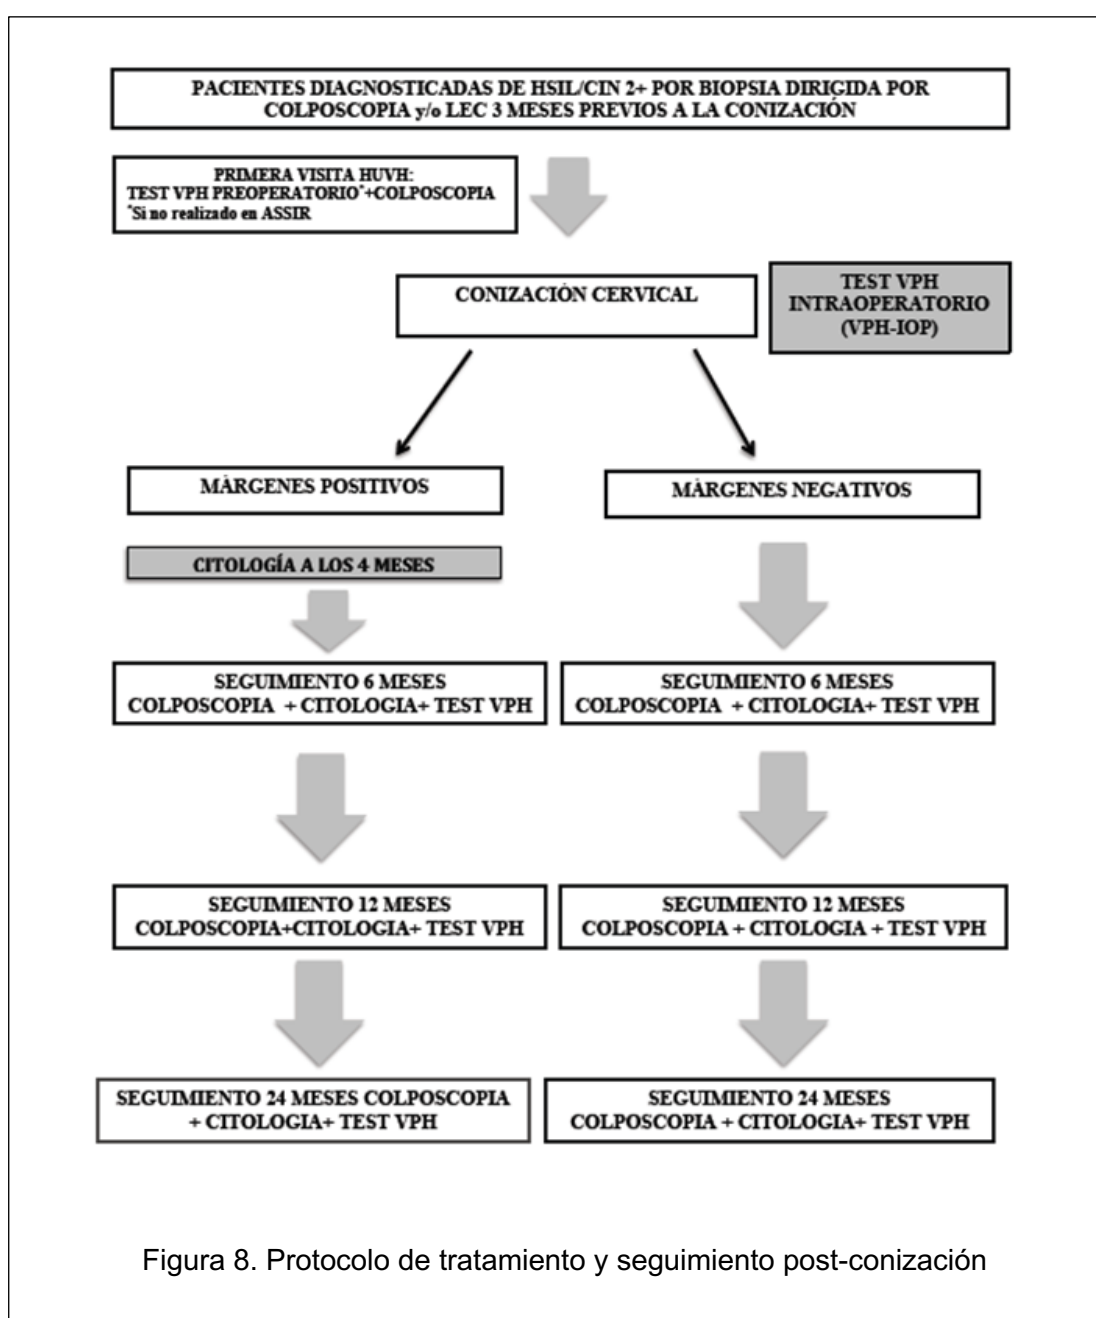 PACIENTES DIAGNOSTICADAS DE HSIL/CIN 2+ POR BIOPSIA DIRIGIDA POR
COLPOSCOPIA y/o LEC 3 MESES PREVIOS A LA CONIZACIÓN
PRIMERA VISITA HUVH:
TEST VPH PREOPERATORIO*+COLPOSCOPIA
*Si no realizado en ASSIR
CONIZACIÓN CERVICAL
TEST VPH
INTRAOPERATORIO
(VPH-IOP)
MÁRGENES POSITIVOS
MÁRGENES NEGATIVOS
CITOLOGÍA A LOS 4 MESES
SEGUIMIENTO 6 MESES
COLPOSCOPIA + CITOLOGIA+ TEST VPH
SEGUIMIENTO 6 MESES
COLPOSCOPIA + CITOLOGIA+ TEST VPH
SEGUIMIENTO 12 MESES
COLPOSCOPIA+CITOLOGIA+ TEST VPH
SEGUIMIENTO 12 MESES
COLPOSCOPIA + CITOLOGIA + TEST VPH
SEGUIMIENTO 24 MESES COLPOSCOPIA
+ CITOLOGIA+ TEST VPH
SEGUIMIENTO 24 MESES
COLPOSCOPIA + CITOLOGIA+ TEST VPH
Figura 8. Protocolo de tratamiento y seguimiento post-conización